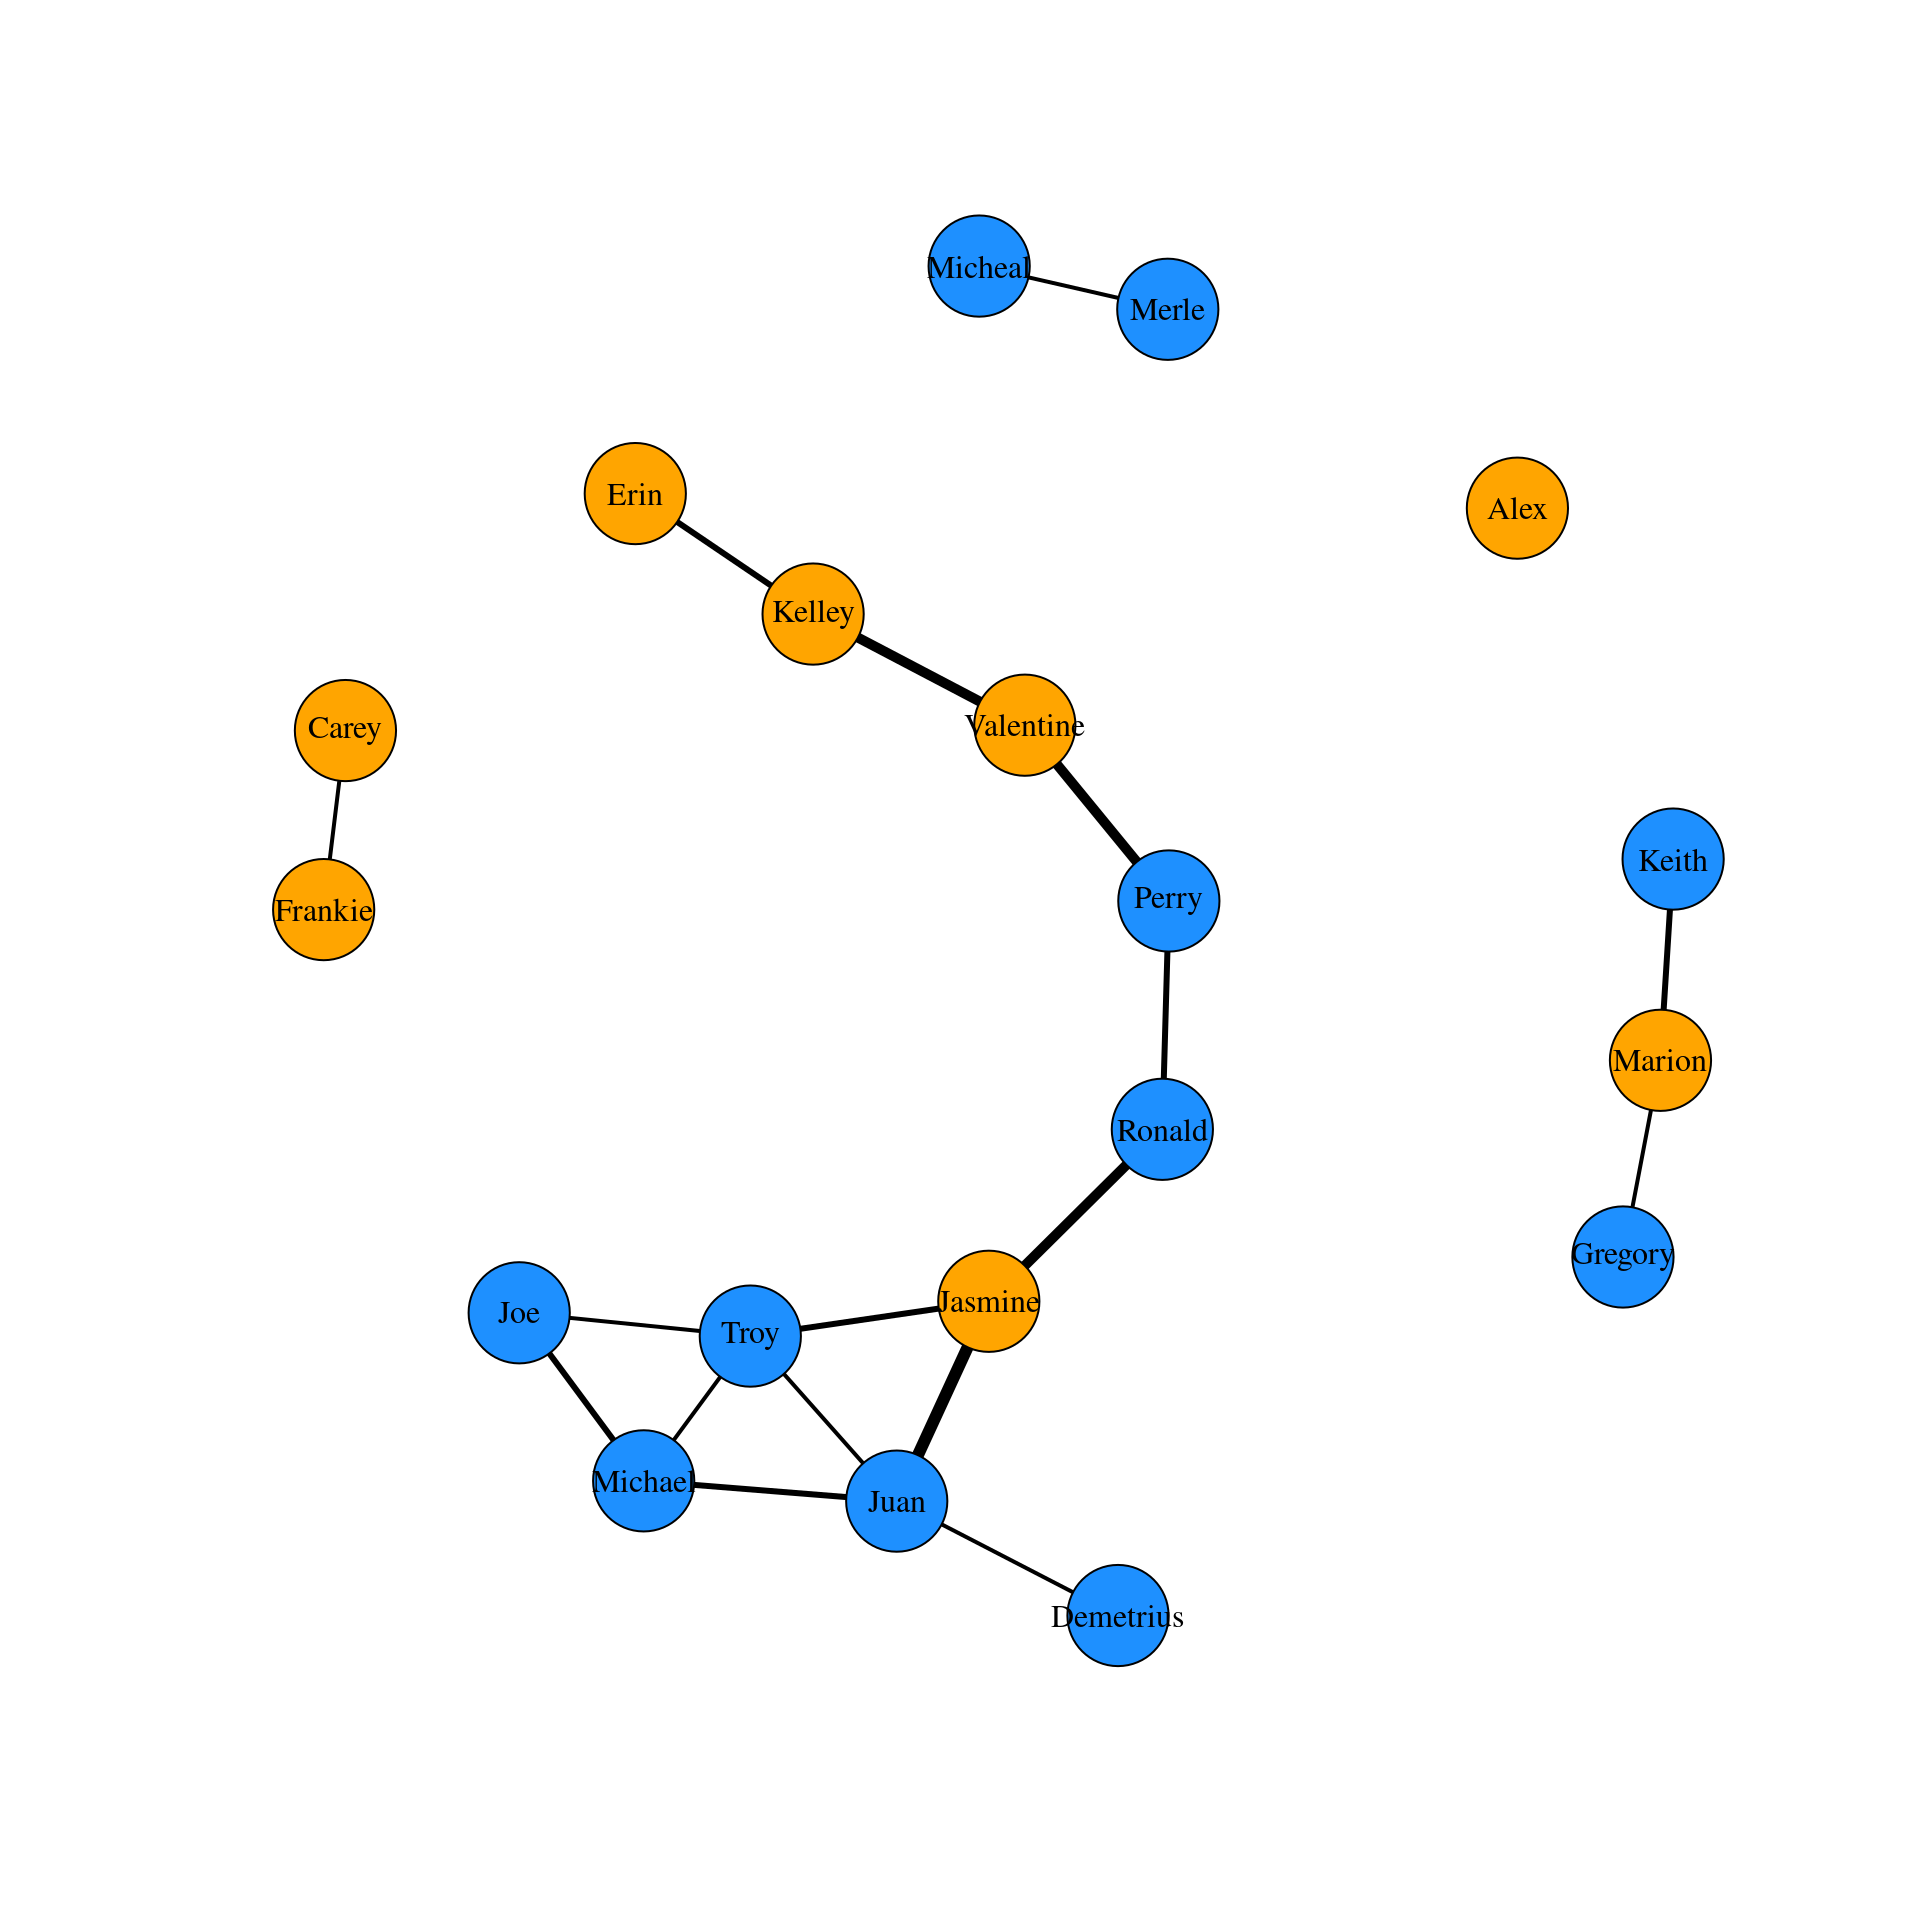 Micheal
Merle
Erin
Alex
Kelley
Valentine
Carey
Keith
Perry
Frankie
Marion
Ronald
Gregory
Jasmine
Joe
Troy
Michael
Juan
Demetrius